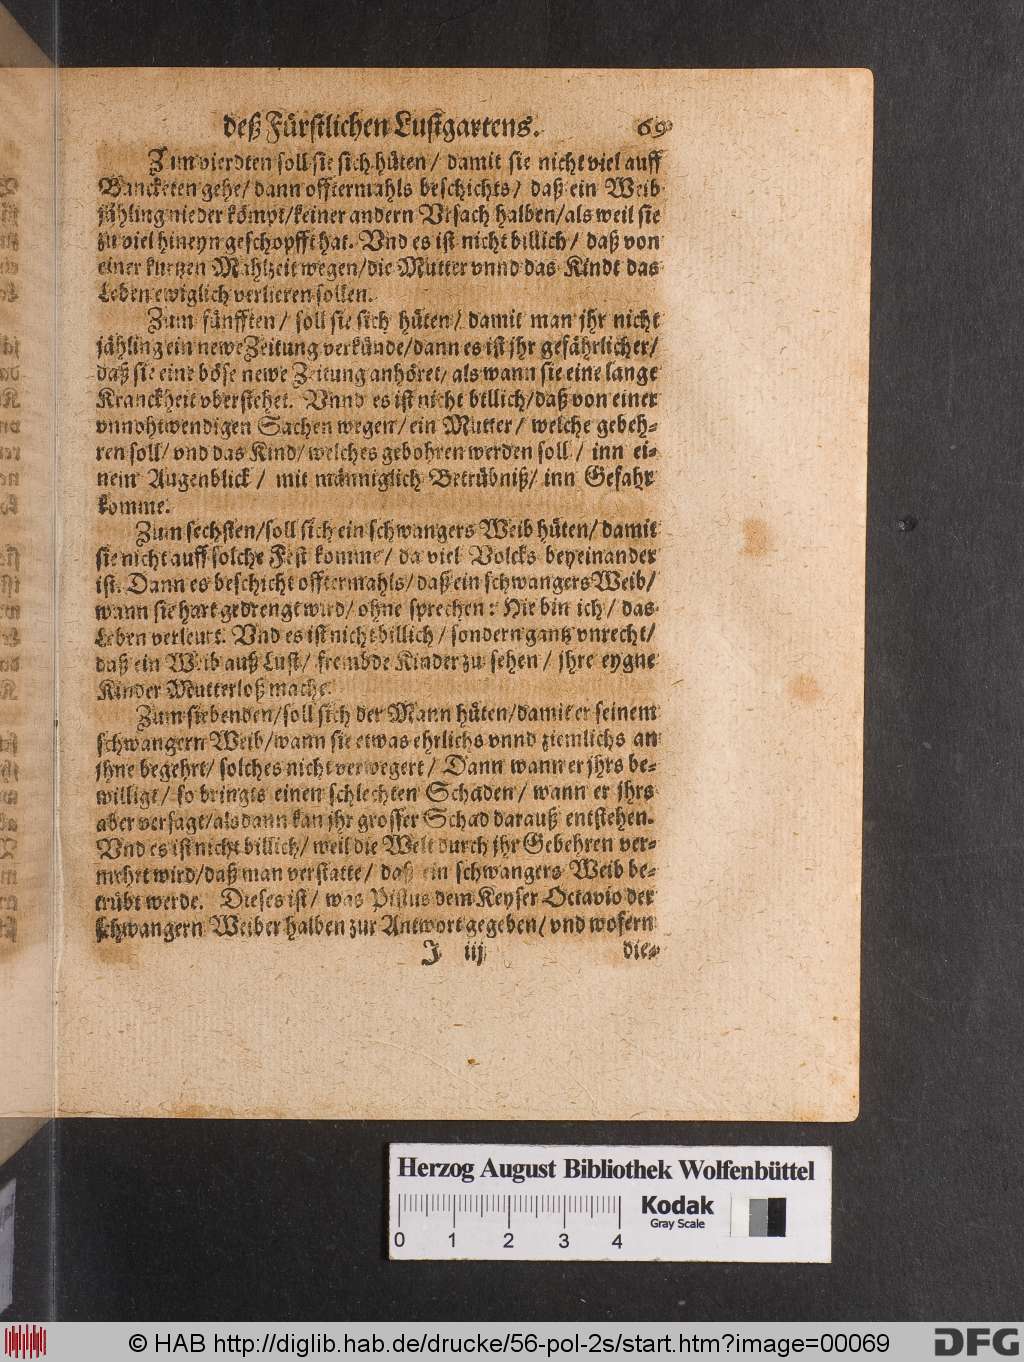 deß Fürstlichen Lustgartens. 69
Zum vierdten soll sie sich hüten / damit sie nicht viel auff
Bancketen gehe / dann offtermahls beschichts / daß ein Weib
jähling nieder kömpt / keiner andern Vrsach halben / als weil sie
zu viel hineyn geschopfft hat. Vnd es ist nicht billich / daß von
einer kurtzen Mahlzeit wegen / die Mutter vnnd das Kindt das
Leben ewiglich verlieren sollen.
Zum fünfften / soll sie sich hüten / damit man jhr nicht
jähling ein newe Zeitung verkünde / dann es ist jhr gefährlicher /
daß sie eine böse newe Zeitung anhöret / als wann sie eine lange
Kranckheit vberstehet. Vnnd es ist nicht billich / daß von einer
vnnohtwendigen Sachen wegen / ein Mutter / welche gebeh-
ren soll / vnd das Kind / welches gebohren werden soll / inn ei-
nem Augenblick / mit männiglich Betrübniß / inn Gefahr
komme.
Zum sechsten / soll sich ein schwangers Weib hüten / damit
sie nicht auff solche Fest komme / da viel Volcks beyeinander
ist. Dann es beschicht offtermahls / daß ein schwangers Weib /
wann sie hart gedrengt wird / ohne sprechen: Hie bin ich / das
Leben verleurt. Vnd es ist nicht billich / sondern gantz vnrecht /
daß ein Weib auß Lust / frembde Kinder zu sehen / jhre eygne
Kinder Mutterloß mache.
Zum siebenden / soll sich der Mann hüten / damit er seinem
schwangern Weib / wann sie etwas ehrlichs vnnd ziemlichs an
jhne begehrt / solches nicht verwegert / Dann wann er jhrs be-
willigt / so bringts einen schlechten Schaden / wann er jhrs
aber versagt / alsdann kan jhr grosser Schad darauß entstehen.
Vnd es ist nicht billich / weil die Welt durch jhr Gebehren ver-
mehrt wird / daß man verstatte / daß ein schwangers Weib be-
trübt werde. Dieses ist / was Pistus dem Keyser Octavio der
schwangern Weiber halben zur Antwort gegeben / vnd wofern
J iij die-
Herzog August Bibliothek Wolfenbüttel
Kodak
Gray Scale
0 1 2 3 4
© HAB http://diglib.hab.de/drucke/56-pol-2s/start.htm?image=00069
DFG